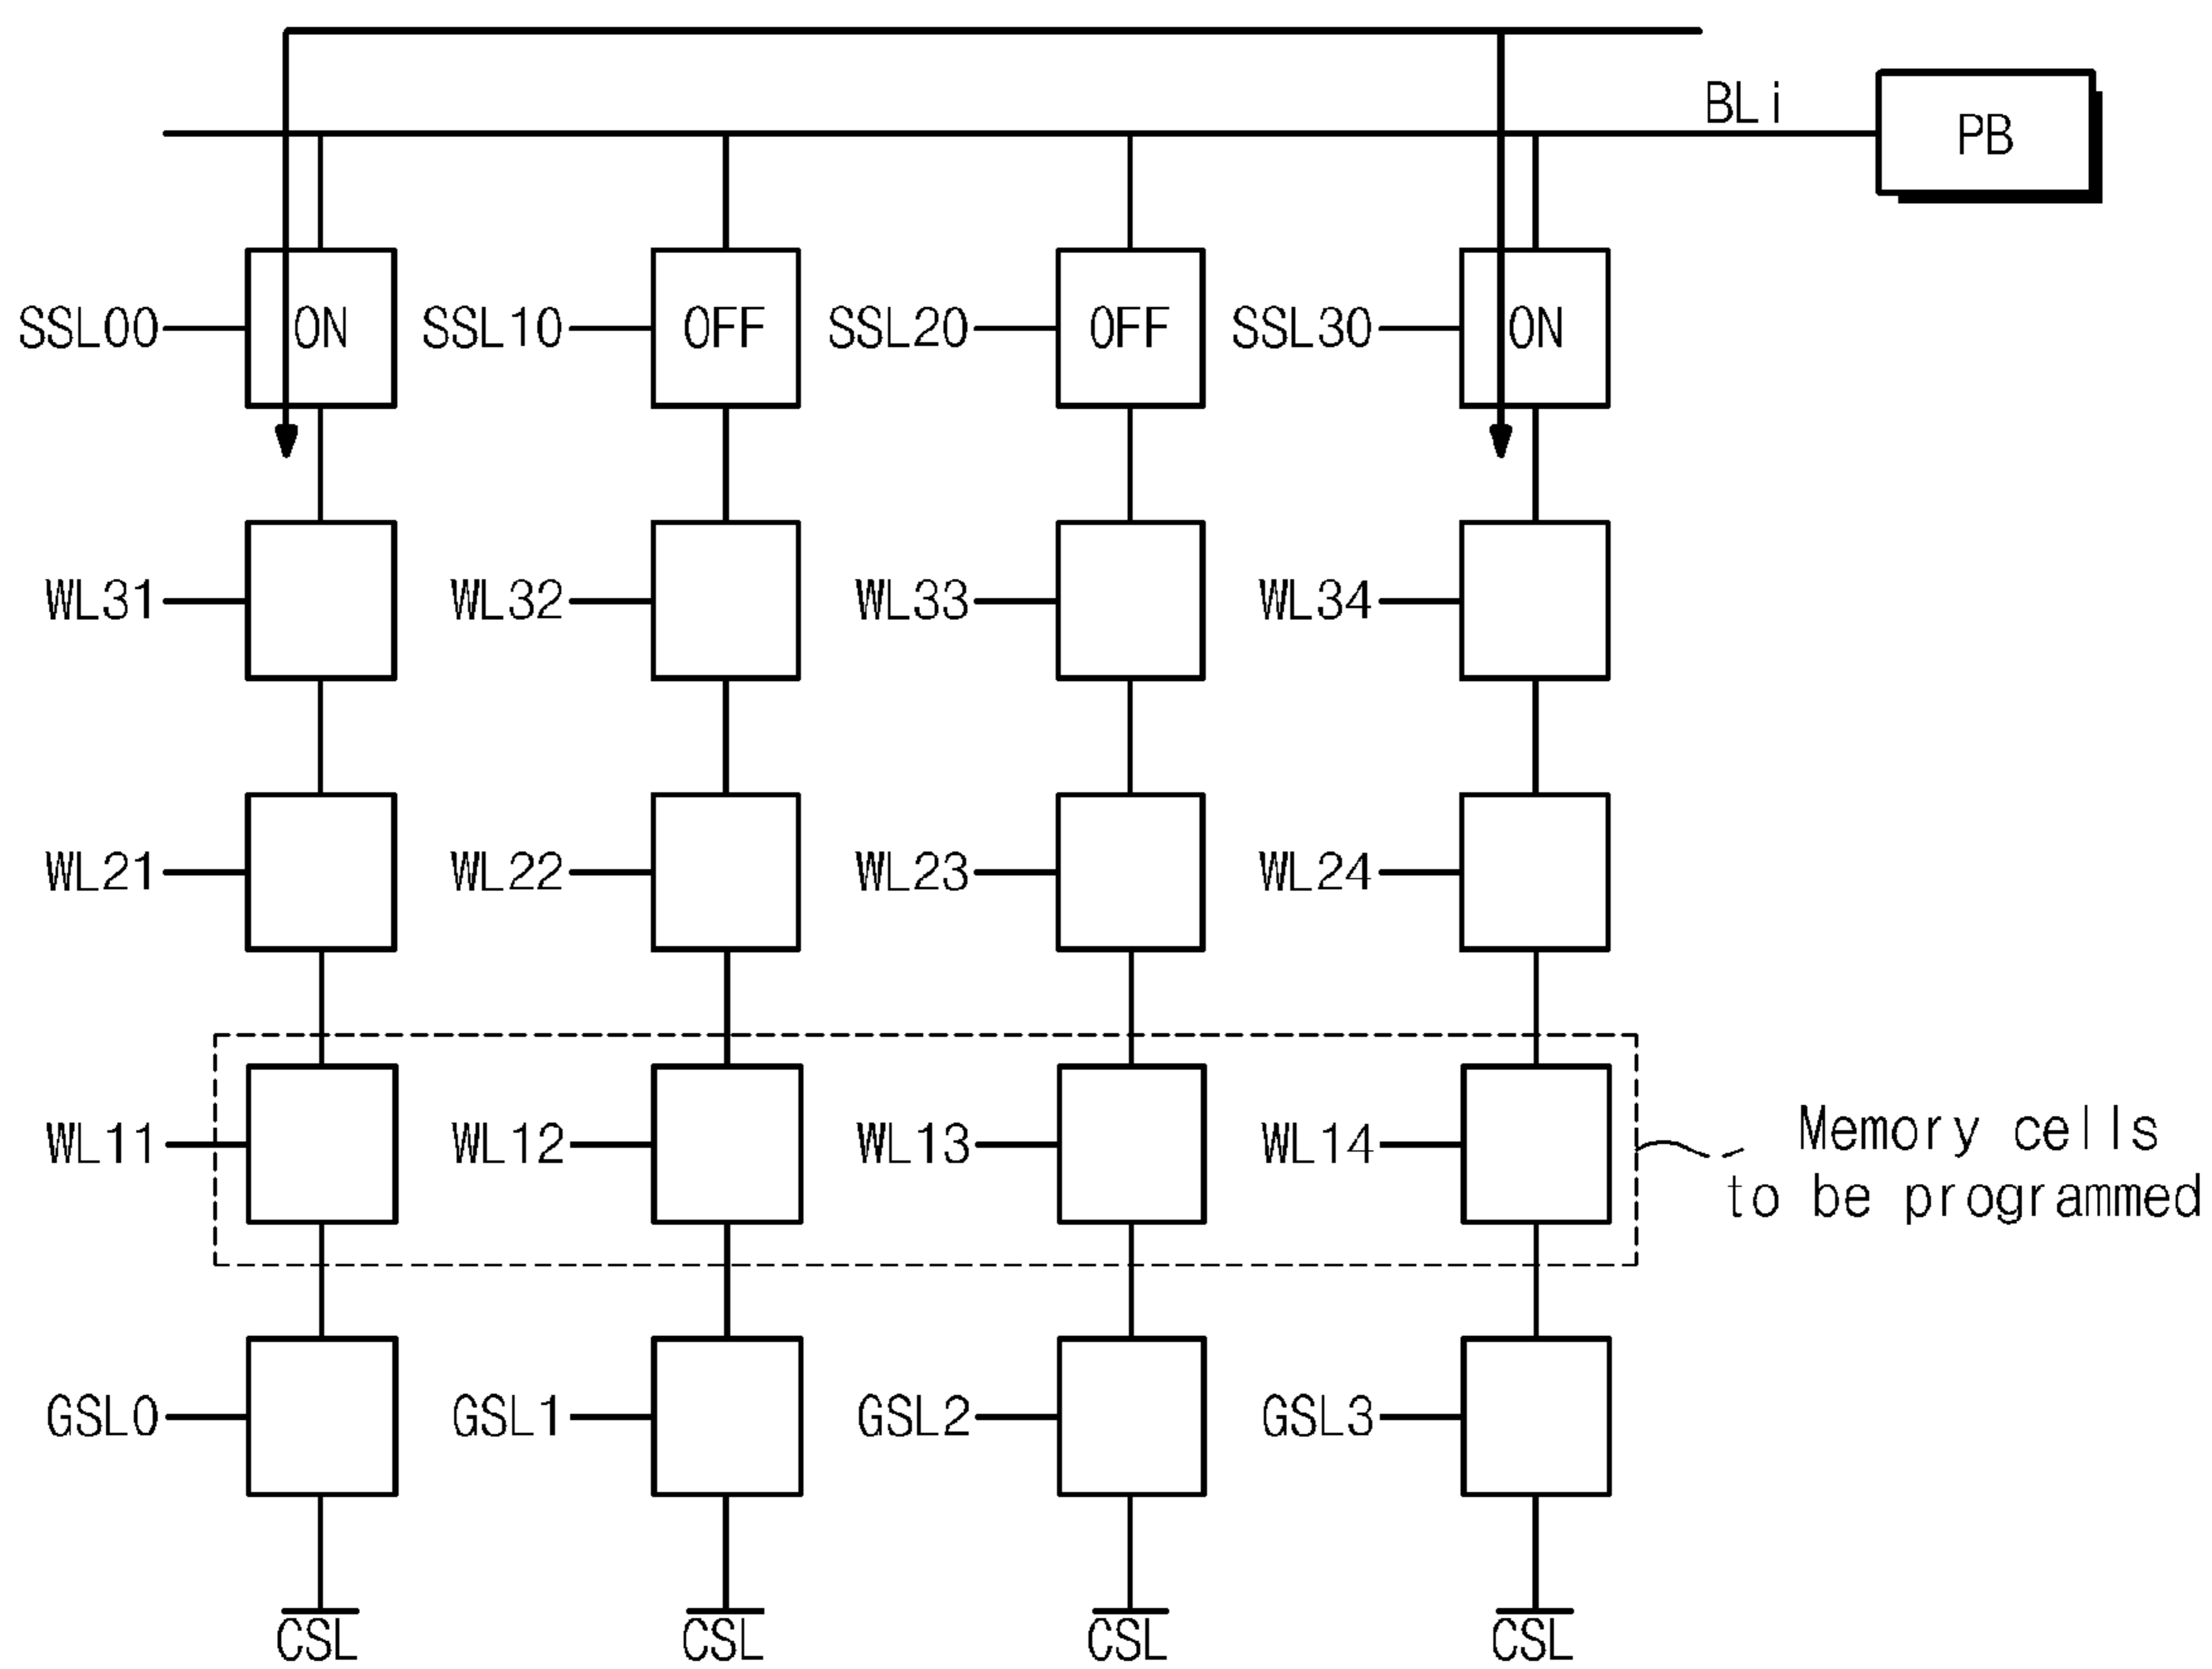 BLi
PB
SSL00 ON SSL10 OFF SSL20 OFF SSL30 ON
WL31 WL32 WL33 WL34
WL21 WL22 WL23 WL24
WL11 WL12 WL13 WL14
Memory cells
to be programmed
GSL0 GSL1 GSL2 GSL3
CSL CSL CSL CSL